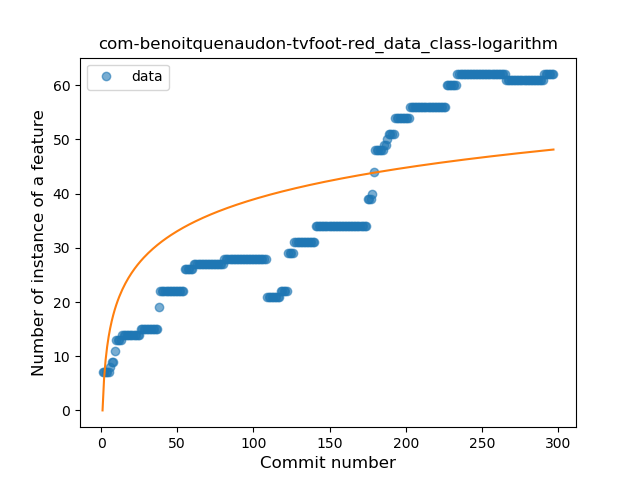 com-benoitquenaudon-tvfoot-red_data_class-logarithm
data
Number of instance of a feature
60
50
40
30
20
10
0
0 50 100 150 200 250 300
Commit number